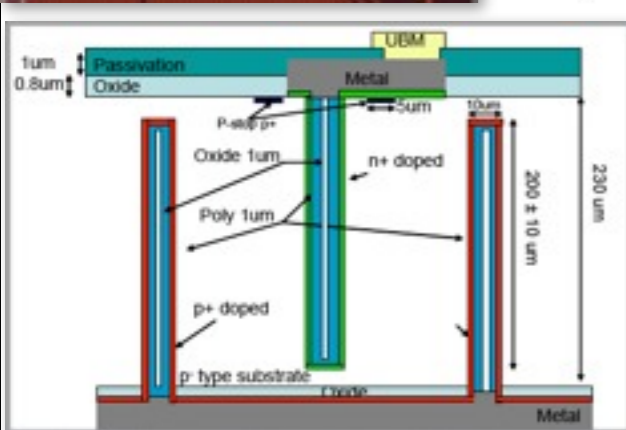 UBM
1um
Passivation
Metal
0.8um
Oxide
P-stop p+
5um
10um
Oxide 1um
n+ doped
Poly 1um
200 ± 10 um
230 um
p+ doped
p- type substrate
Oxide
Metal